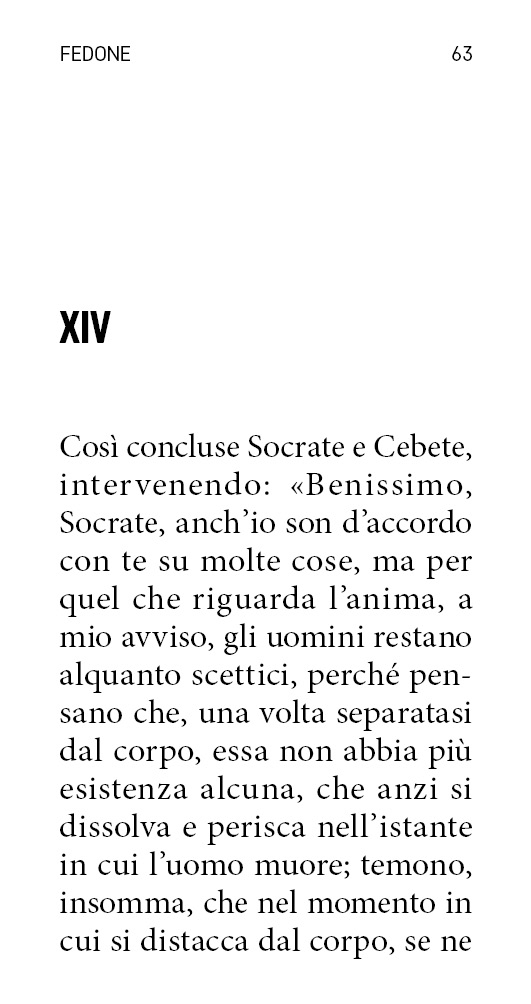 FEDONE 63
XIV
Così concluse Socrate e Cebete,
intervenendo: «Benissimo,
Socrate, anch’io son d’accordo
con te su molte cose, ma per
quel che riguarda l’anima, a
mio avviso, gli uomini restano
alquanto scettici, perché pen-
sano che, una volta separatasi
dal corpo, essa non abbia più
esistenza alcuna, che anzi si
dissolva e perisca nell’istante
in cui l’uomo muore; temono,
insomma, che nel momento in
cui si distacca dal corpo, se ne